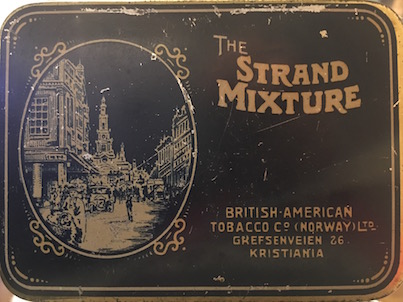 THE
STRAND
MIXTURE
BRITISH-AMERICAN
TOBACCO Cº (NORWAY) LTD
GREFSENVEIEN 26
KRISTIANIA